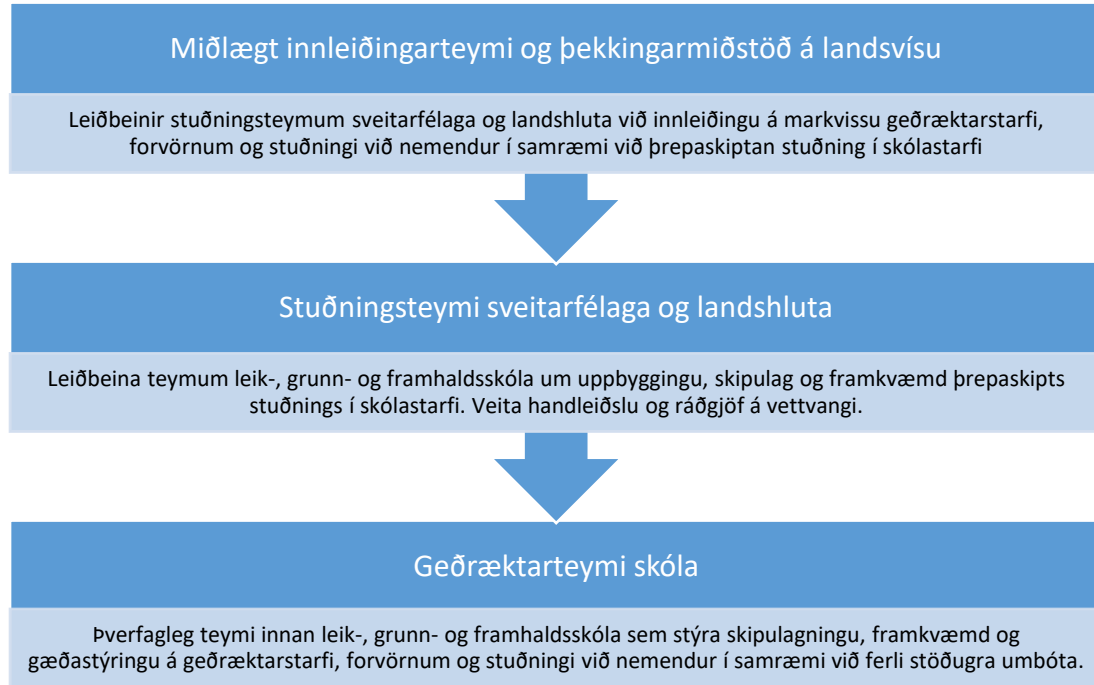 Miðlægt innleiðingarteymi og þekkingarmiðstöð á landsvísu
Leiðbeinir stuðningsteymum sveitarfélaga og landshluta við innleiðingu á markvissu geðræktarstarfi,
forvörnum og stuðningi við nemendur í samræmi við þrepaskiptan stuðning í skólastarfi
Stuðningsteymi sveitarfélaga og landshluta
Leiðbeina teymum leik-, grunn- og framhaldsskóla um uppbyggingu, skipulag og framkvæmd þrepaskipts
stuðnings í skólastarfi. Veita handleiðslu og ráðgjöf á vettvangi.
Geðræktarteymi skóla
Þverfagleg teymi innan leik-, grunn- og framhaldsskóla sem stýra skipulagningu, framkvæmd og
gæðastýringu á geðræktarstarfi, forvörnum og stuðningi við nemendur í samræmi við ferli stöðugra umbóta.